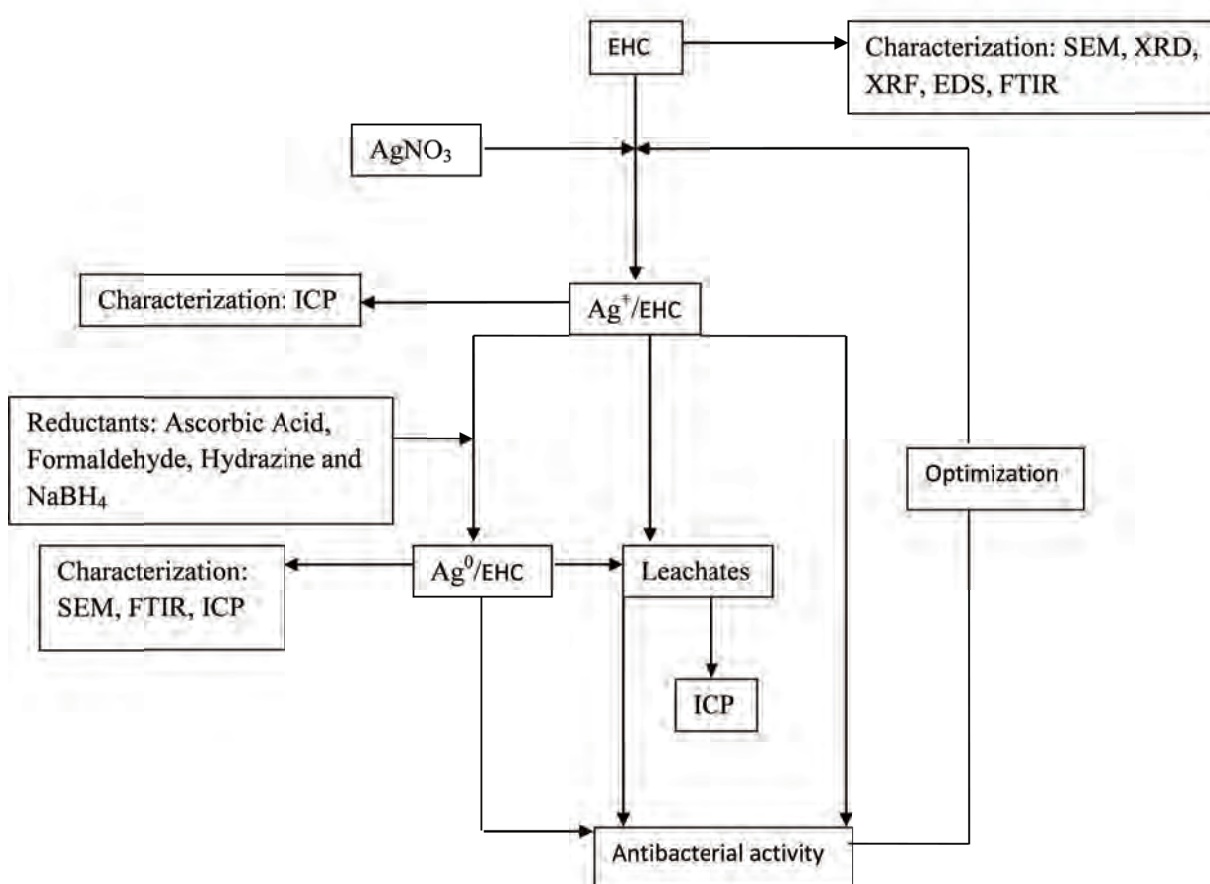 EHC
Characterization: SEM, XRD,
XRF, EDS, FTIR
AgNO₃
Characterization: ICP
Ag⁺/EHC
Reductants: Ascorbic Acid,
Formaldehyde, Hydrazine and
NaBH₄
Optimization
Characterization:
SEM, FTIR, ICP
Ag⁰/EHC
Leachates
ICP
Antibacterial activity